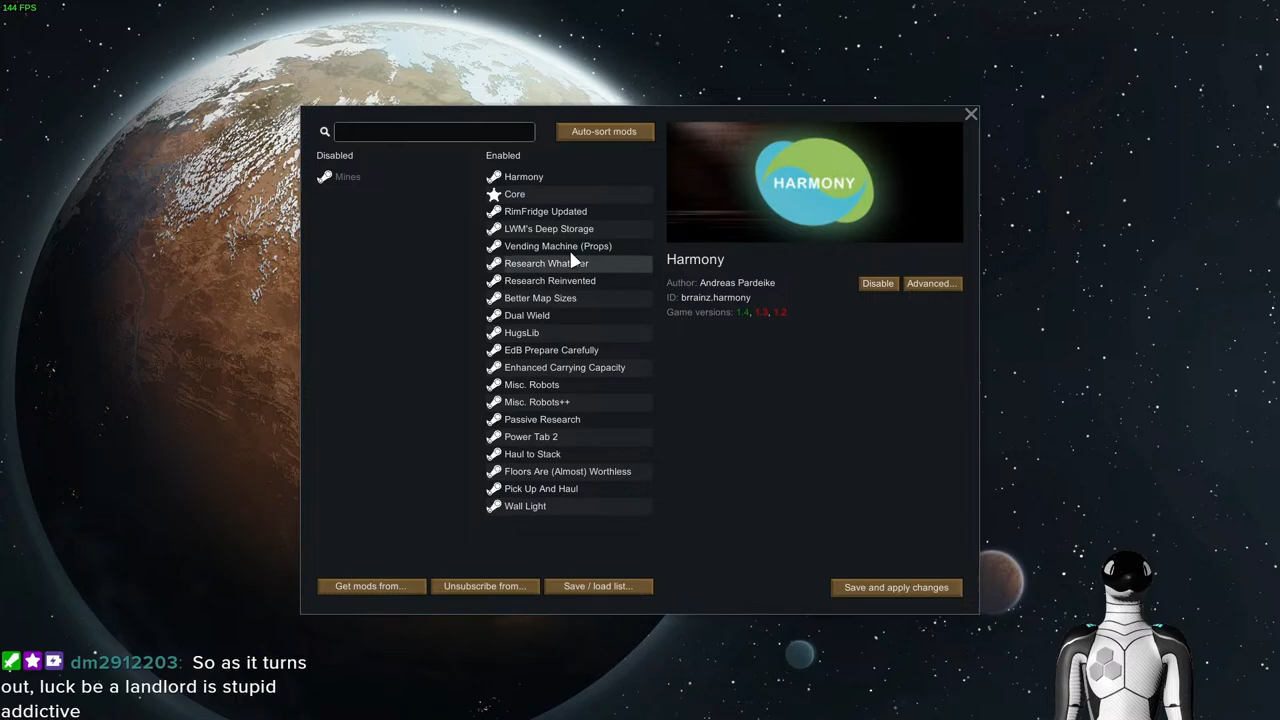 144 FPS
Auto-sort mods
Disabled
Enabled
Mines
Harmony
Core
RimFridge Updated
LWM's Deep Storage
Vending Machine (Props)
Research What er
Research Reinvented
Better Map Sizes
Dual Wield
HugsLib
EdB Prepare Carefully
Enhanced Carrying Capacity
Misc. Robots
Misc. Robots++
Passive Research
Power Tab 2
Haul to Stack
Floors Are (Almost) Worthless
Pick Up And Haul
Wall Light
HARMONY
Harmony
Author: Andreas Pardeike
Disable
Advanced...
ID: brrainz.harmony
Game versions: 1.4, 1.3, 1.2
Get mods from...
Unsubscribe from...
Save / load list...
Save and apply changes
dm2912203: So as it turns
out, luck be a landlord is stupid
addictive